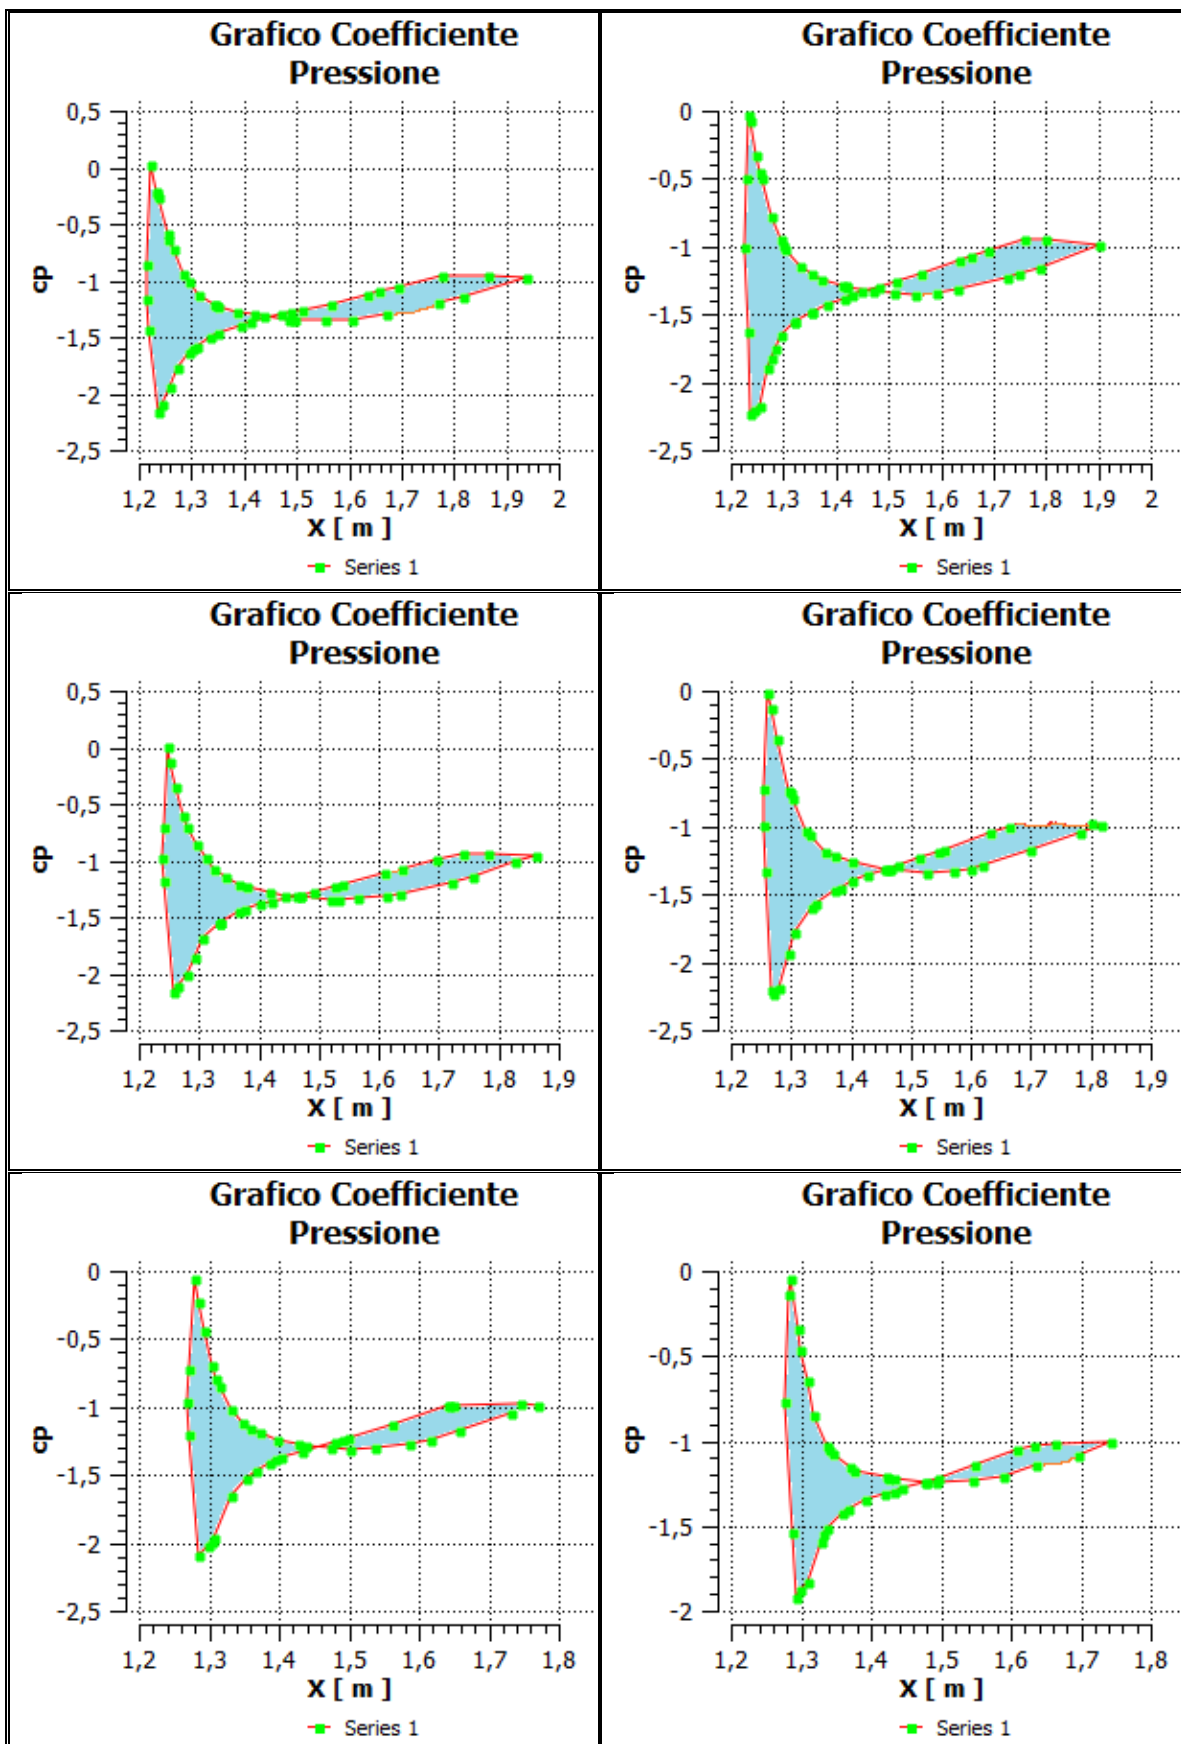 Grafico Coefficiente
Pressione
0,5
0
-0,5
-1
-1,5
-2
-2,5
cp
1,2 1,3 1,4 1,5 1,6 1,7 1,8 1,9 2
X [ m ]
Series 1
Grafico Coefficiente
Pressione
0
-0,5
-1
-1,5
-2
-2,5
cp
1,2 1,3 1,4 1,5 1,6 1,7 1,8 1,9 2
X [ m ]
Series 1
Grafico Coefficiente
Pressione
0,5
0
-0,5
-1
-1,5
-2
-2,5
cp
1,2 1,3 1,4 1,5 1,6 1,7 1,8 1,9
X [ m ]
Series 1
Grafico Coefficiente
Pressione
0
-0,5
-1
-1,5
-2
-2,5
cp
1,2 1,3 1,4 1,5 1,6 1,7 1,8 1,9
X [ m ]
Series 1
Grafico Coefficiente
Pressione
0
-0,5
-1
-1,5
-2
-2,5
cp
1,2 1,3 1,4 1,5 1,6 1,7 1,8
X [ m ]
Series 1
Grafico Coefficiente
Pressione
0
-0,5
-1
-1,5
-2
cp
1,2 1,3 1,4 1,5 1,6 1,7 1,8
X [ m ]
Series 1